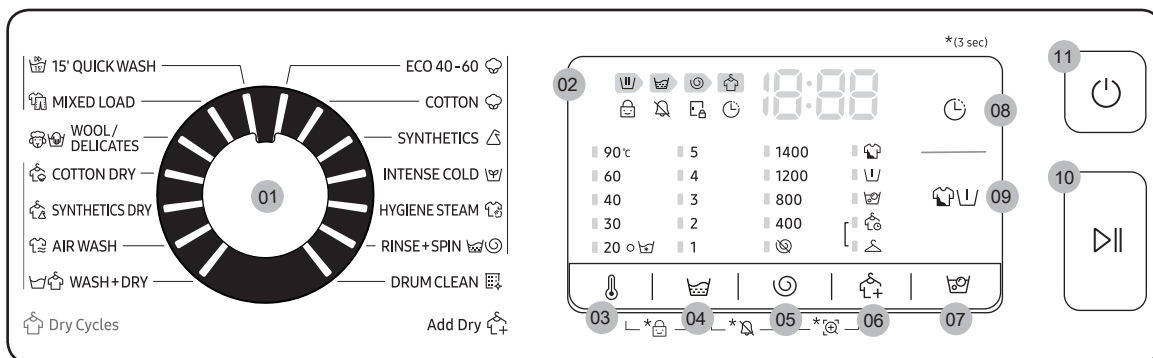 *(3 sec)
15' QUICK WASH
MIXED LOAD
WOOL/
DELICATES
COTTON DRY
SYNTHETICS DRY
AIR WASH
WASH+DRY
Dry Cycles
ECO 40-60
COTTON
SYNTHETICS
INTENSE COLD
HYGIENE STEAM
RINSE+SPIN
DRUM CLEAN
Add Dry
01
02
18:88
90℃ 5 1400
60 4 1200
40 3 800
30 2 400
20 1
03 04 05 06 07
* * *
08
09
10
11